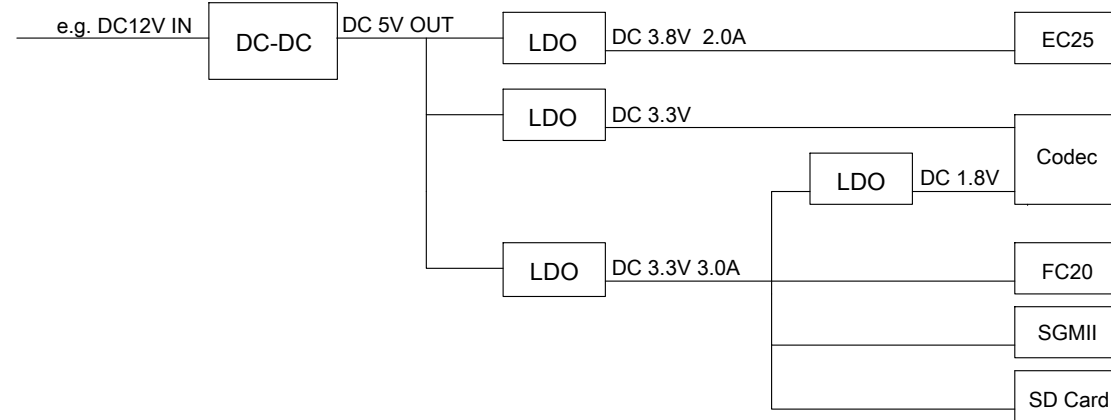 e.g. DC12V IN
DC-DC
DC 5V OUT
LDO
DC 3.8V 2.0A
EC25
LDO
DC 3.3V
Codec
LDO
DC 1.8V
LDO
DC 3.3V 3.0A
FC20
SGMII
SD Card